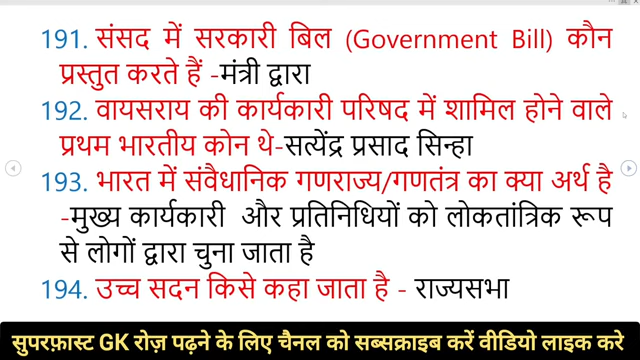 191. संसद में सरकारी बिल (Government Bill) कौन
प्रस्तुत करते हैं -मंत्री द्वारा
192. वायसराय की कार्यकारी परिषद में शामिल होने वाले
प्रथम भारतीय कोन थे-सत्येंद्र प्रसाद सिन्हा
193. भारत में संवैधानिक गणराज्य/गणतंत्र का क्या अर्थ है
-मुख्य कार्यकारी और प्रतिनिधियों को लोकतांत्रिक रूप
से लोगों द्वारा चुना जाता है
194. उच्च सदन किसे कहा जाता है - राज्यसभा
सुपरफ़ास्ट GK रोज़ पढ़ने के लिए चैनल को सब्सक्राइब करें वीडियो लाइक करे